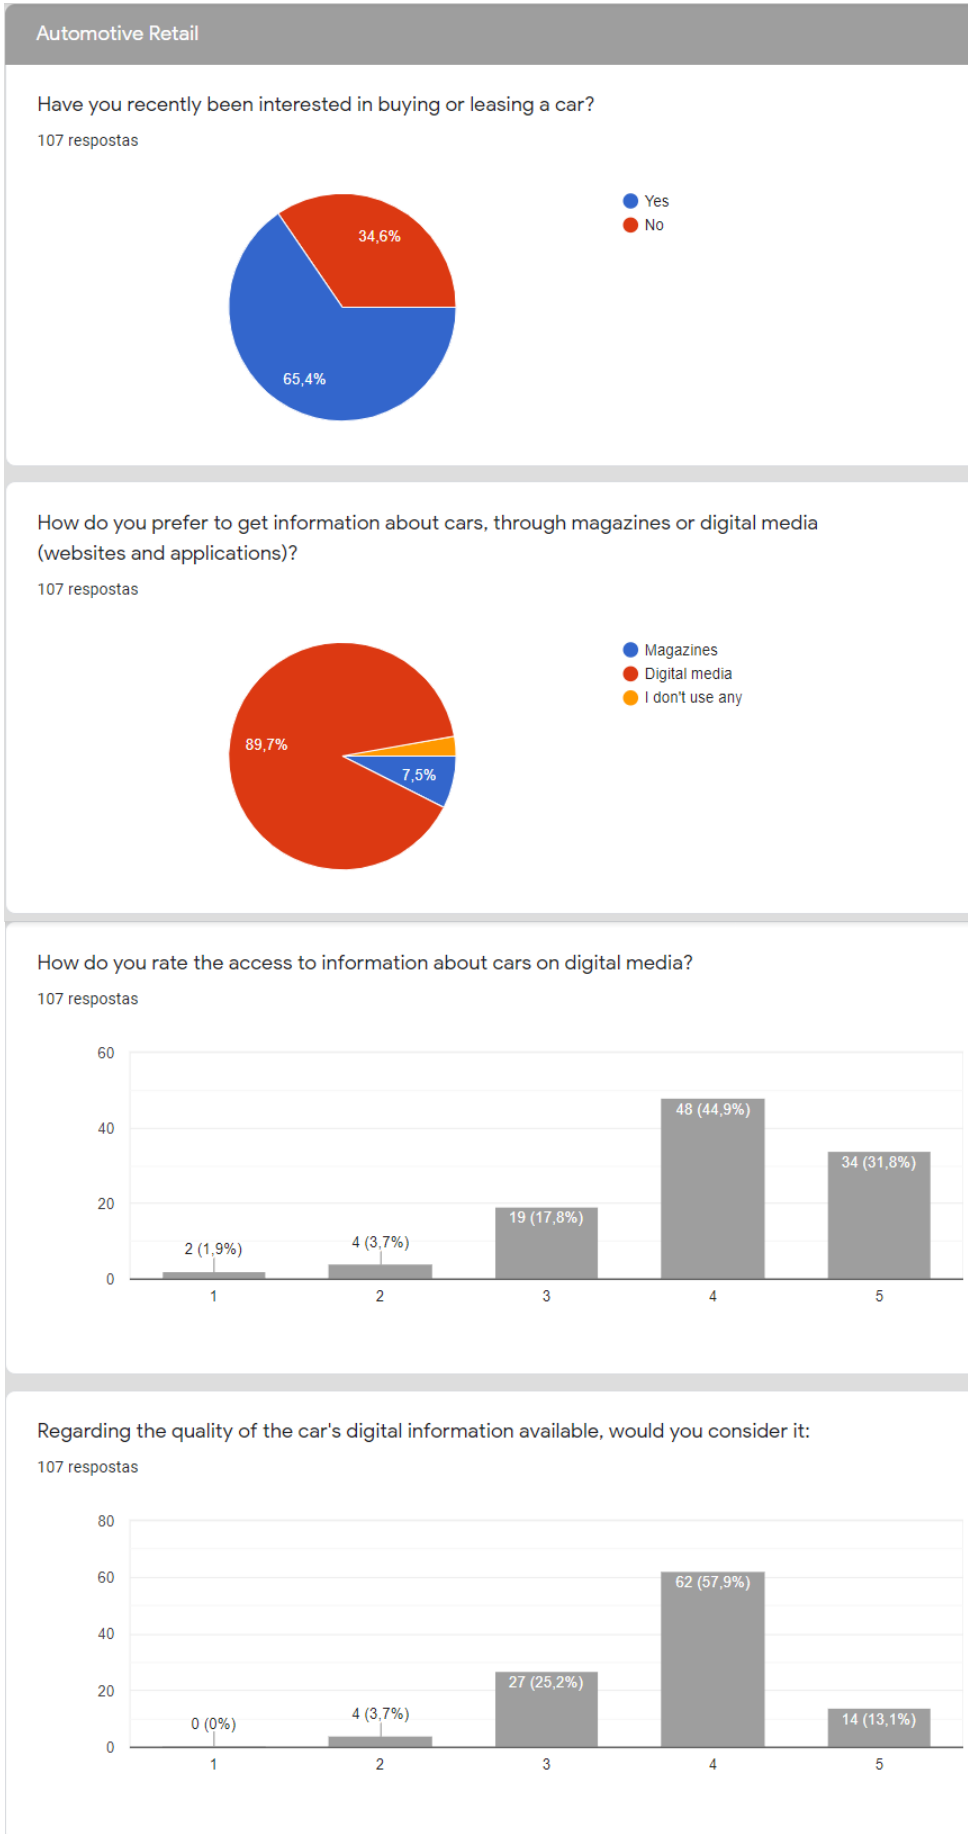 Automotive Retail
Have you recently been interested in buying or leasing a car?
107 respostas
Yes
No
34,6%
65,4%
How do you prefer to get information about cars, through magazines or digital media
(websites and applications)?
107 respostas
Magazines
Digital media
I don't use any
89,7%
7,5%
How do you rate the access to information about cars on digital media?
107 respostas
60
40
20
0
2 (1,9%)
4 (3,7%)
19 (17,8%)
48 (44,9%)
34 (31,8%)
1 2 3 4 5
Regarding the quality of the car's digital information available, would you consider it:
107 respostas
80
60
40
20
0
0 (0%)
4 (3,7%)
27 (25,2%)
62 (57,9%)
14 (13,1%)
1 2 3 4 5